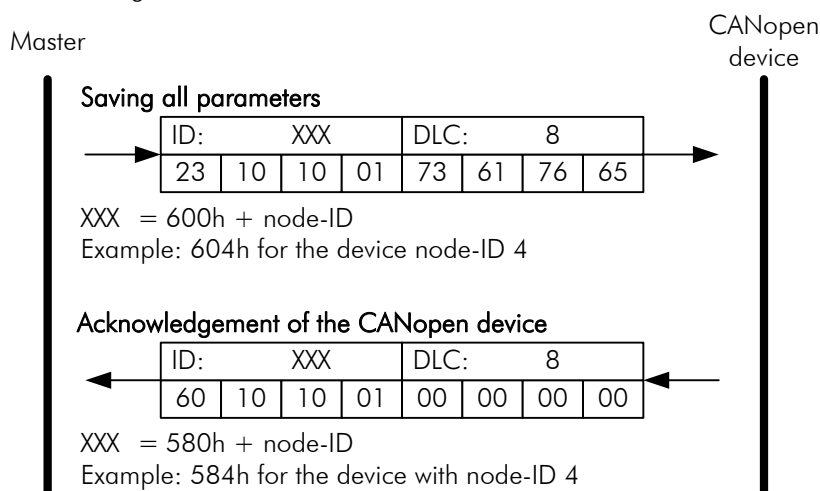 Master
CANopen
device
Saving all parameters
ID: XXX DLC: 8
23 10 10 01 73 61 76 65
XXX = 600h + node-ID
Example: 604h for the device node-ID 4
Acknowledgement of the CANopen device
ID: XXX DLC: 8
60 10 10 01 00 00 00 00
XXX = 580h + node-ID
Example: 584h for the device with node-ID 4